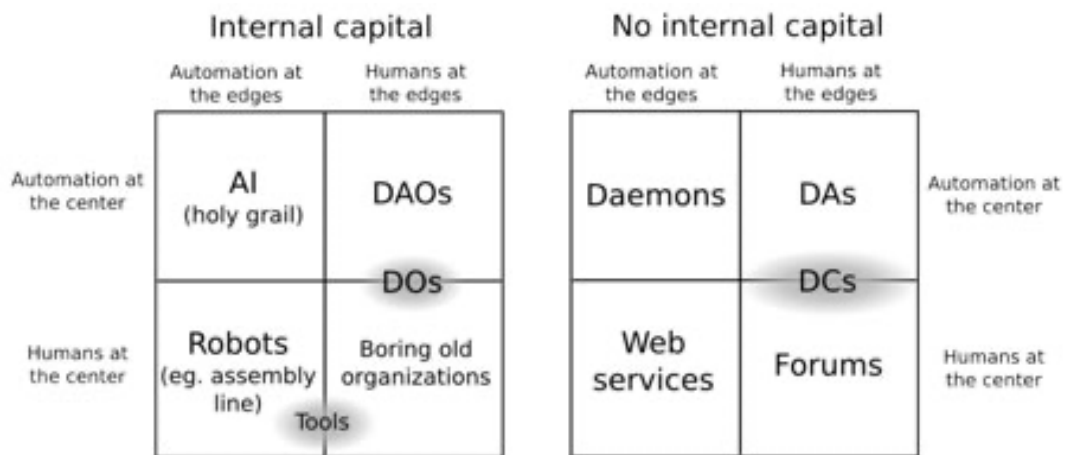 Internal capital
No internal capital
Automation at
the edges
Humans at
the edges
Automation at
the edges
Humans at
the edges
Automation at
the center
AI
(holy grail)
DAOs
Daemons
DAs
Automation at
the center
DOs
DCs
Humans at
the center
Robots
(eg. assembly
line)
Boring old
organizations
Tools
Web
services
Forums
Humans at
the center